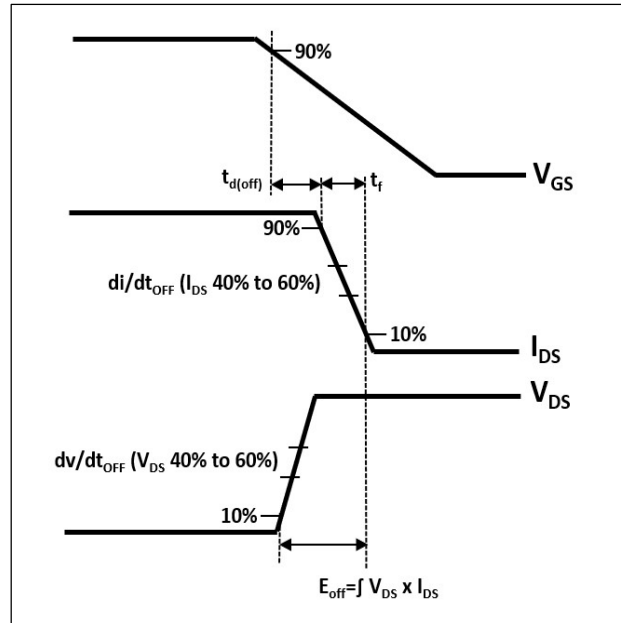 90%
V_GS
t_d(off)
t_f
90%
di/dt_OFF (I_DS 40% to 60%)
10%
I_DS
V_DS
dv/dt_OFF (V_DS 40% to 60%)
10%
E_off=∫ V_DS x I_DS